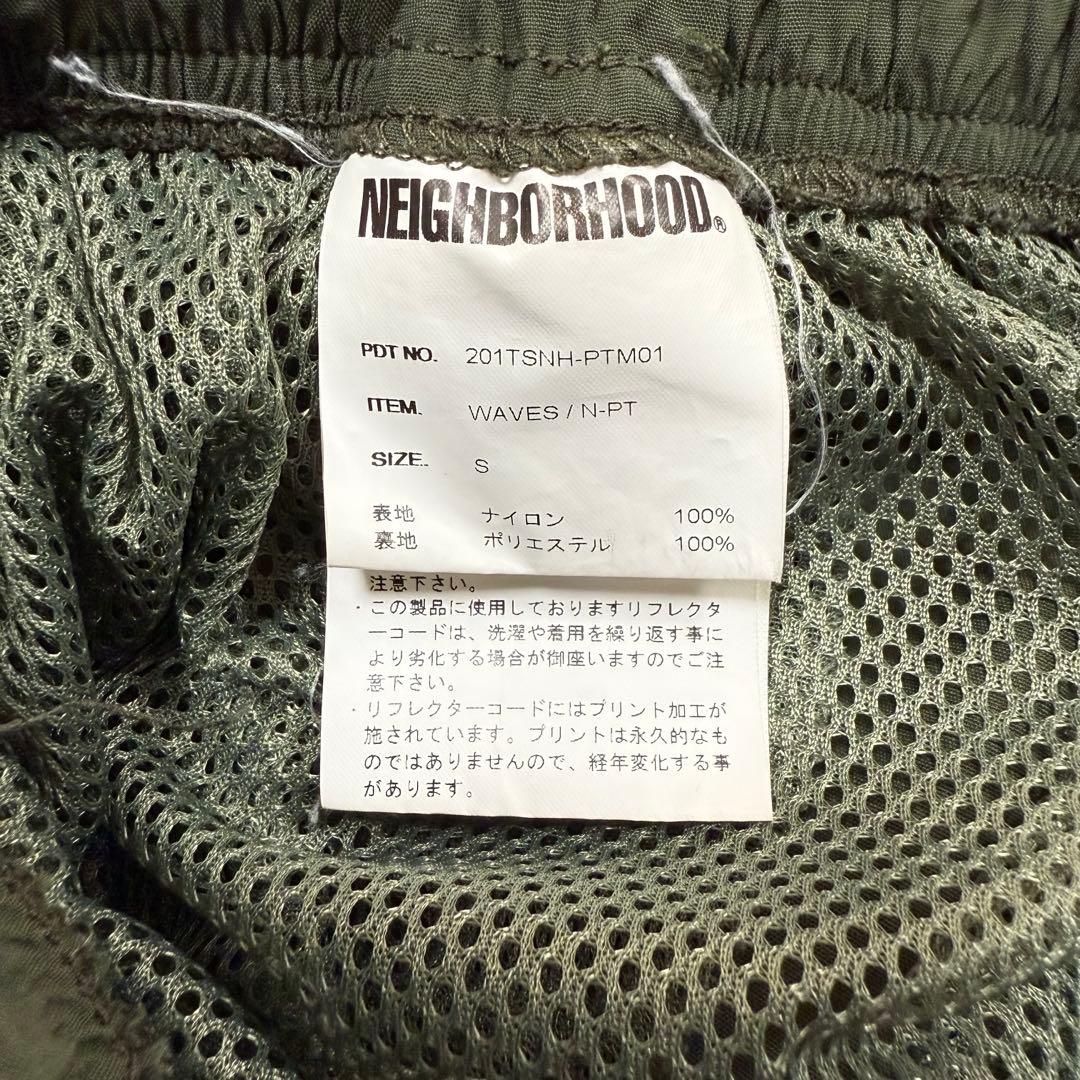 NEIGHBORHOOD®
PDT NO. 201TSNH-PTM01
ITEM. WAVES / N-PT
SIZE. S
表地 ナイロン 100%
裏地 ポリエステル 100%
注意下さい。
・この製品に使用しておりますリフレクタ
ーコードは、洗濯や着用を繰り返す事に
より劣化する場合が御座いますのでご注
意下さい。
・リフレクターコードにはプリント加工が
施されています。プリントは永久的なも
のではありませんので、経年変化する事
があります。